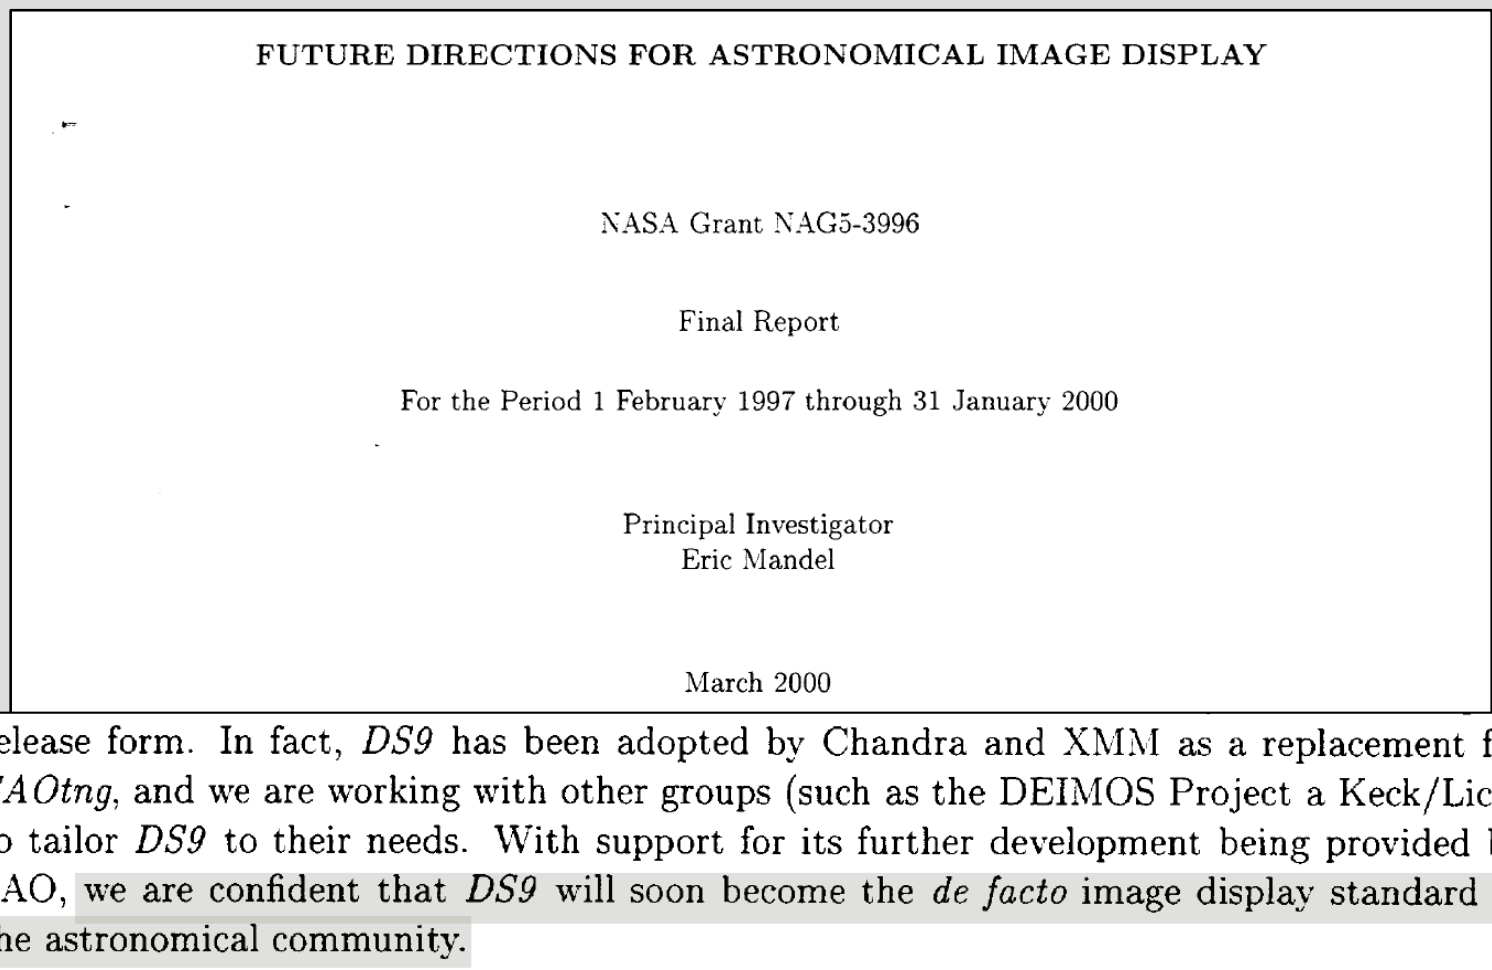 FUTURE DIRECTIONS FOR ASTRONOMICAL IMAGE DISPLAY
NASA Grant NAG5-3996
Final Report
For the Period 1 February 1997 through 31 January 2000
Principal Investigator
Eric Mandel
March 2000
elease form. In fact, DS9 has been adopted by Chandra and XMM as a replacement f
AOtng, and we are working with other groups (such as the DEIMOS Project a Keck/Lic
o tailor DS9 to their needs. With support for its further development being provided b
AO, we are confident that DS9 will soon become the de facto image display standard
he astronomical community.